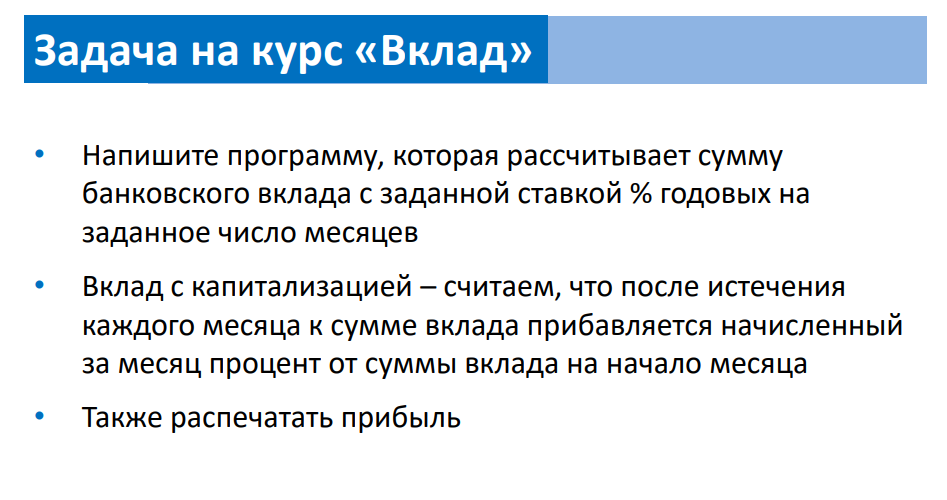 Задача на курс «Вклад»
• Напишите программу, которая рассчитывает сумму
банковского вклада с заданной ставкой % годовых на
заданное число месяцев
• Вклад с капитализацией – считаем, что после истечения
каждого месяца к сумме вклада прибавляется начисленный
за месяц процент от суммы вклада на начало месяца
• Также распечатать прибыль